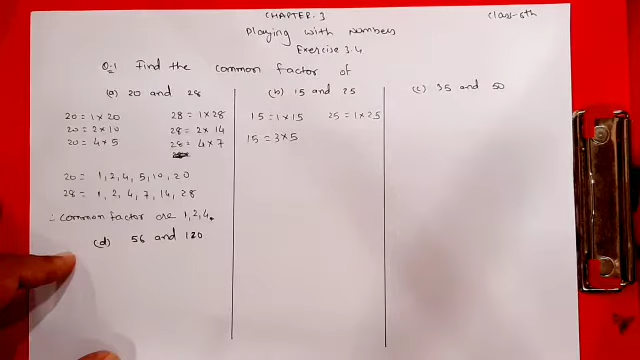 CHAPTER. 3
Class-6th
Playing with Numbers
Exercise 3.4
Q.1 Find the common factor of
(a) 20 and 28
20 = 1×20 28 = 1×28
20 = 2×10 28 = 2×14
20 = 4×5 28 = 4×7
20 = 1, 2, 4, 5, 10, 20
28 = 1, 2, 4, 7, 14, 28
∴ common factor are 1, 2, 4.
(d) 56 and 120
(b) 15 and 25
15 = 1×15 25 = 1×25
15 = 3×5
(c) 35 and 50